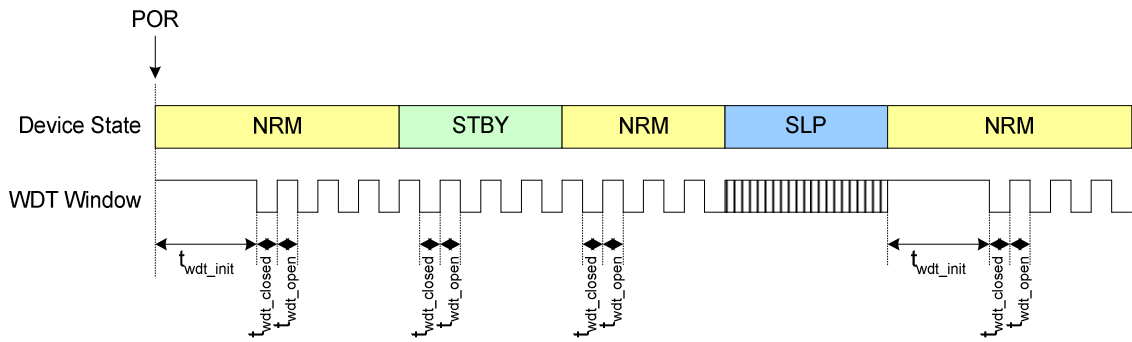 POR
Device State NRM STBY NRM SLP NRM
WDT Window
twdt_init twdt_closed twdt_open twdt_closed twdt_open twdt_closed twdt_open twdt_init twdt_closed twdt_open